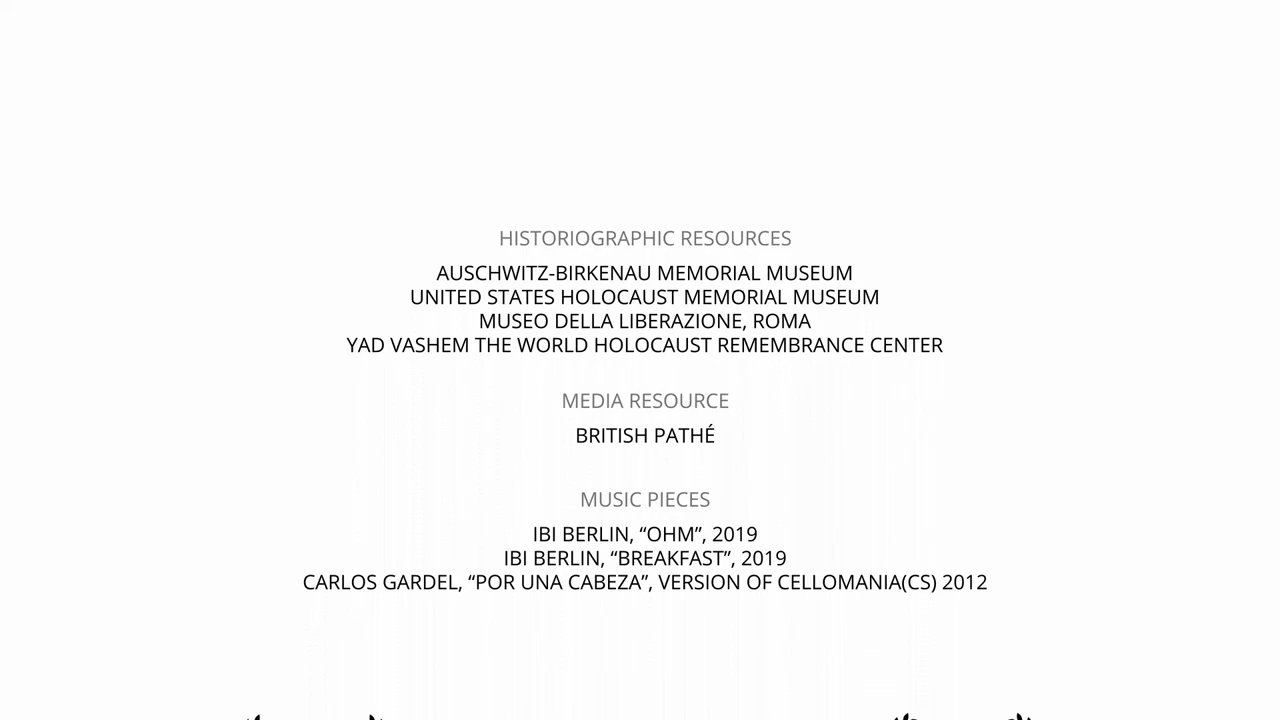 HISTORIOGRAPHIC RESOURCES
AUSCHWITZ-BIRKENAU MEMORIAL MUSEUM
UNITED STATES HOLOCAUST MEMORIAL MUSEUM
MUSEO DELLA LIBERAZIONE, ROMA
YAD VASHEM THE WORLD HOLOCAUST REMEMBRANCE CENTER
MEDIA RESOURCE
BRITISH PATHÉ
MUSIC PIECES
IBI BERLIN, “OHM”, 2019
IBI BERLIN, “BREAKFAST”, 2019
CARLOS GARDEL, “POR UNA CABEZA”, VERSION OF CELLOMANIA(CS) 2012